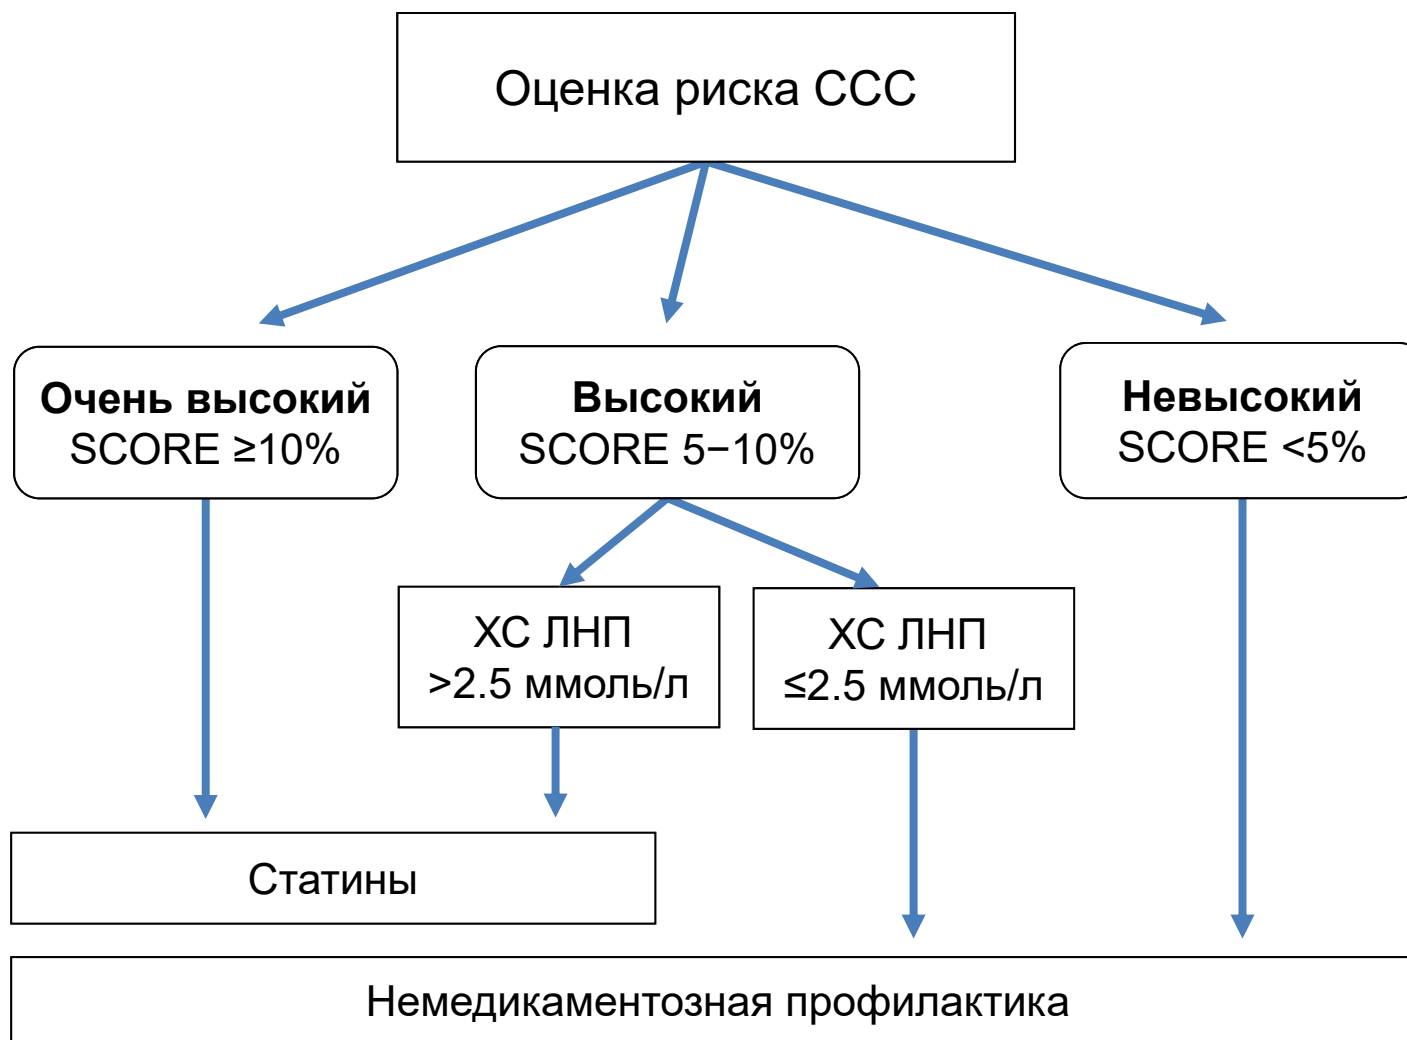 Оценка риска ССС
Очень высокий
SCORE ≥10%
Высокий
SCORE 5−10%
Невысокий
SCORE <5%
ХС ЛНП
>2.5 ммоль/л
ХС ЛНП
≤2.5 ммоль/л
Статины
Немедикаментозная профилактика